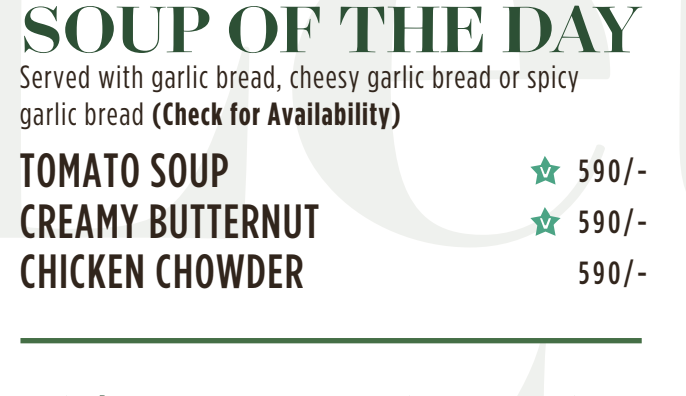 SOUP OF THE DAY
Served with garlic bread, cheesy garlic bread or spicy
garlic bread (Check for Availability)
TOMATO SOUP V 590/-
CREAMY BUTTERNUT V 590/-
CHICKEN CHOWDER 590/-